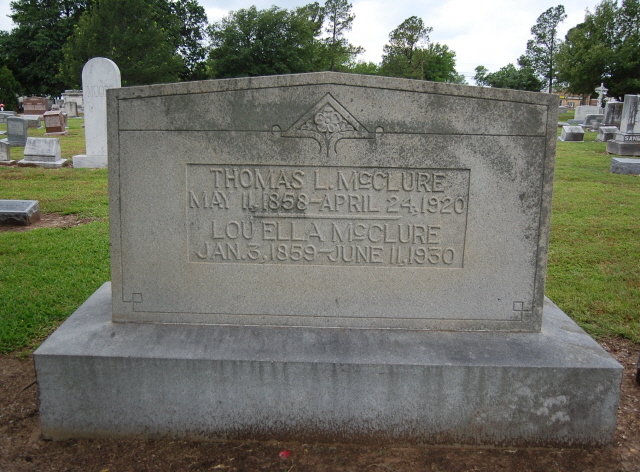 THOMAS L. McCLURE
MAY 11, 1858-APRIL 24, 1920
LOU ELLA McCLURE
JAN. 3, 1859-JUNE 11, 1930